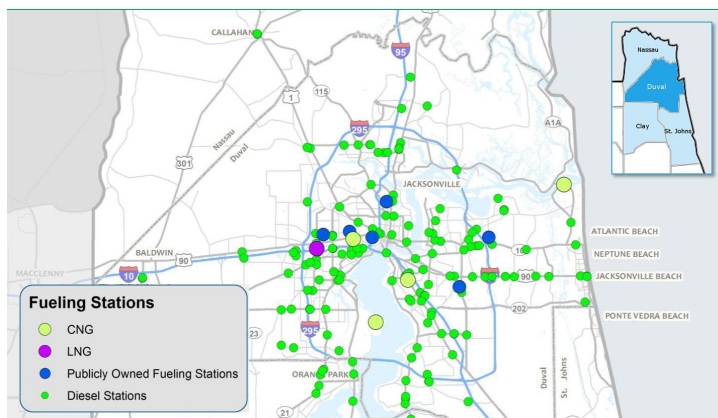 CALLAHAN
95
Nassau
1
115
Duval
Nassau
Duval
295
A1A
Clay
St. Johns
301
JACKSONVILLE
ATLANTIC BEACH
BALDWIN
90
NEPTUNE BEACH
MACCLENNY
10
90
JACKSONVILLE BEACH
Fueling Stations
CNG
202
PONTE VEDRA BEACH
LNG
23
295
Publicly Owned Fueling Stations
Duval
St. Johns
Diesel Stations
21